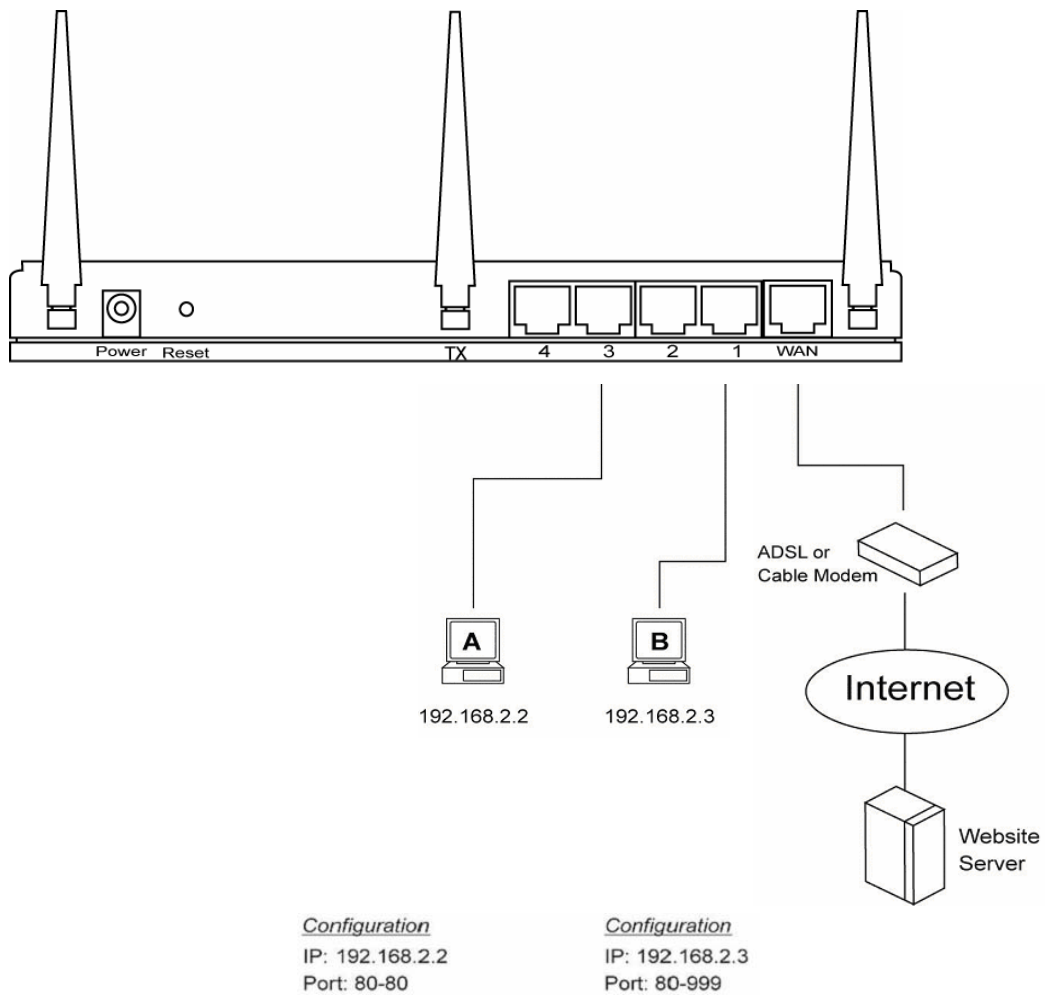 Power Reset TX 4 3 2 1 WAN
ADSL or
Cable Modem
A B
192.168.2.2 192.168.2.3
Internet
Website
Server
Configuration
IP: 192.168.2.2
Port: 80-80
Configuration
IP: 192.168.2.3
Port: 80-999